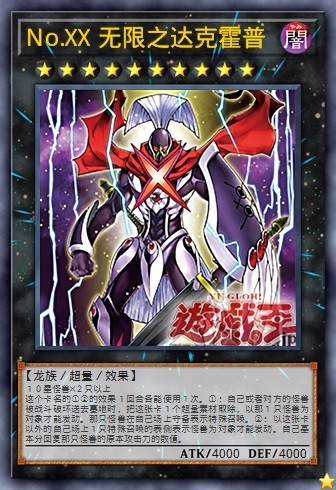 No.XX 无限之达克霍普
闇
YU-GI-OH!
遊戯王
【龙族／超量／效果】
１０星怪兽×２只以上
这个卡名的①②的效果１回合各能使用１次。①：自己或者对方的怪兽
被战斗破坏送去墓地时，把这张卡１个超量素材取除，以那１只怪兽为
对象才能发动。那只怪兽在自己场上守备表示特殊召唤。②：以这张卡
以外的自己场上１只特殊召唤的表侧表示怪兽为对象才能发动。自己基
本分回复那只怪兽的原本攻击力的数值。
ATK/4000 DEF/4000